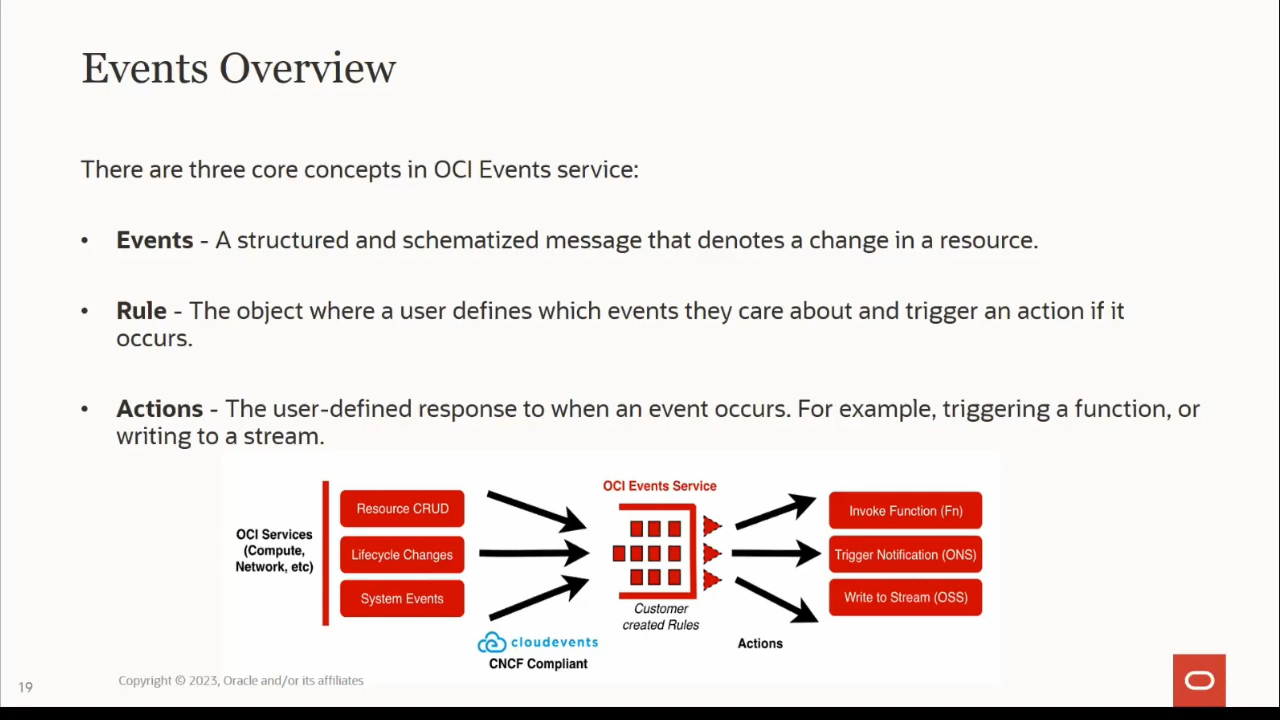 Events Overview
There are three core concepts in OCI Events service:
• Events - A structured and schematized message that denotes a change in a resource.
• Rule - The object where a user defines which events they care about and trigger an action if it
occurs.
• Actions - The user-defined response to when an event occurs. For example, triggering a function, or
writing to a stream.
OCI Services
(Compute,
Network, etc)
Resource CRUD
Lifecycle Changes
System Events
cloudevents
CNCF Compliant
OCI Events Service
Customer
created Rules
Actions
Invoke Function (Fn)
Trigger Notification (ONS)
Write to Stream (OSS)
19
Copyright © 2023, Oracle and/or its affiliates